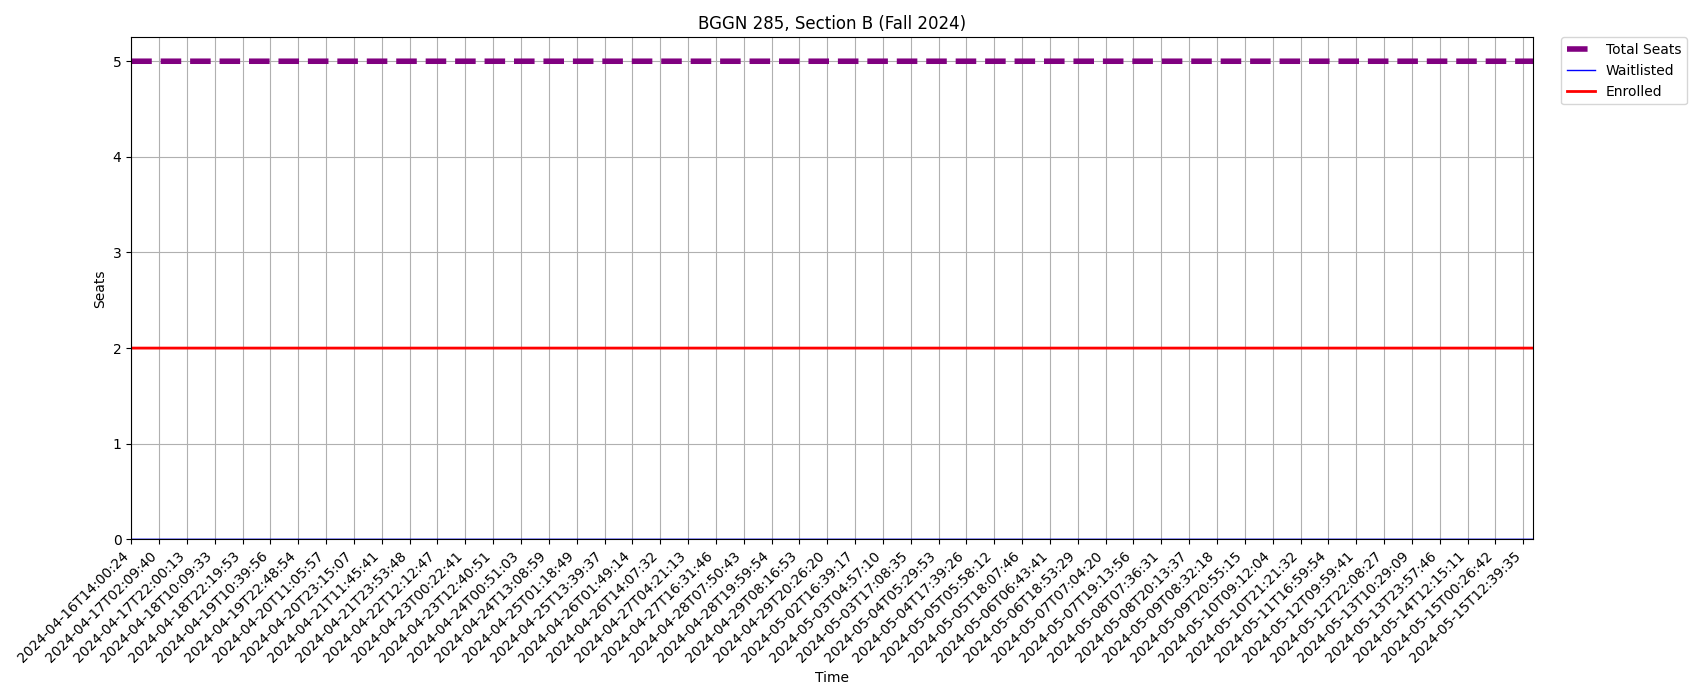 BGGN 285, Section B (Fall 2024)
Total Seats
Waitlisted
Enrolled
Seats
5
4
3
2
1
0
2024-04-16T14:00:24
2024-04-17T02:09:40
2024-04-17T22:00:13
2024-04-18T10:09:33
2024-04-18T22:19:53
2024-04-19T10:39:56
2024-04-19T22:48:54
2024-04-20T11:05:57
2024-04-20T23:15:07
2024-04-21T11:45:41
2024-04-21T23:53:48
2024-04-22T12:12:47
2024-04-23T00:22:41
2024-04-23T12:40:51
2024-04-24T00:51:03
2024-04-24T13:08:59
2024-04-25T01:18:49
2024-04-25T13:39:37
2024-04-26T01:49:14
2024-04-26T14:07:32
2024-04-27T04:21:13
2024-04-27T16:31:46
2024-04-28T07:50:43
2024-04-28T19:59:54
2024-04-29T08:16:53
2024-04-29T20:26:20
2024-05-02T16:39:17
2024-05-03T04:57:10
2024-05-03T17:08:35
2024-05-04T05:29:53
2024-05-04T17:39:26
2024-05-05T05:58:12
2024-05-05T18:07:46
2024-05-06T06:43:41
2024-05-06T18:53:29
2024-05-07T07:04:20
2024-05-07T19:13:56
2024-05-08T07:36:31
2024-05-08T20:13:37
2024-05-09T08:32:18
2024-05-09T20:55:15
2024-05-10T09:12:04
2024-05-10T21:21:32
2024-05-11T16:59:54
2024-05-12T09:59:41
2024-05-12T22:08:27
2024-05-13T10:29:09
2024-05-13T23:57:46
2024-05-14T12:15:11
2024-05-15T00:26:42
2024-05-15T12:39:35
Time